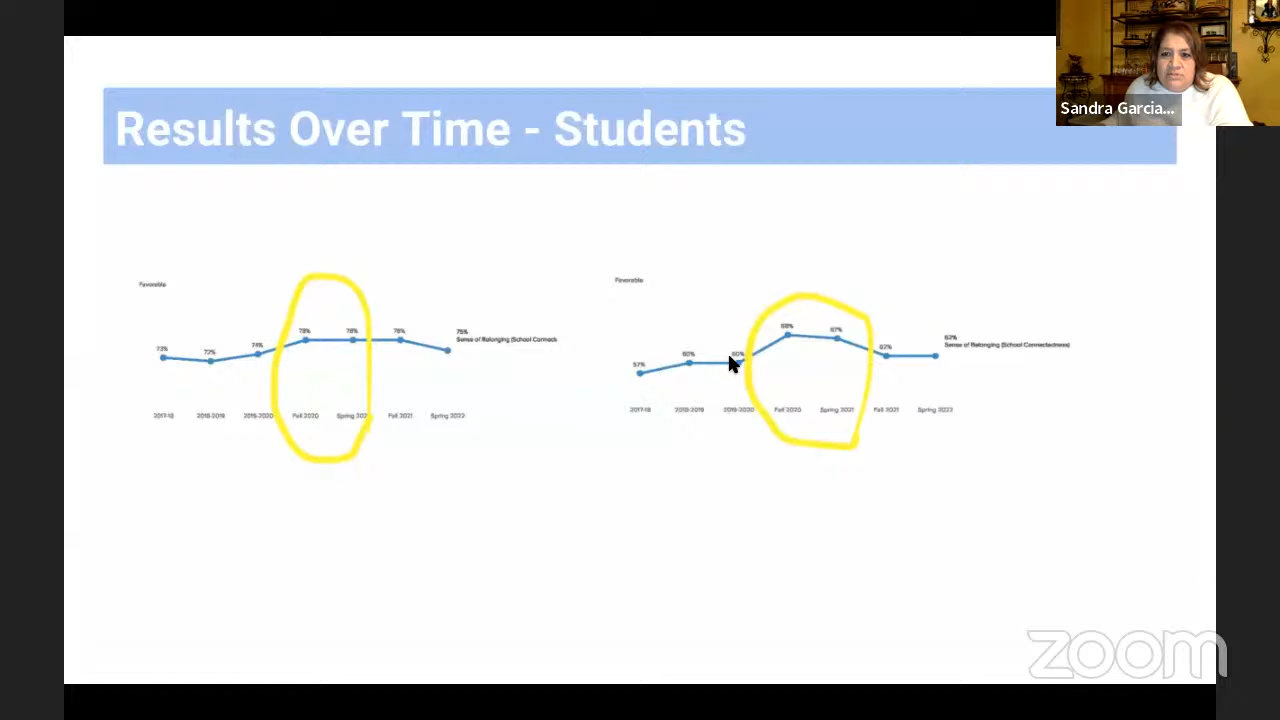 Sandra Garcia...
Results Over Time - Students
Favorable
73%
72%
74%
78%
78%
78%
75%
Sense of Belonging (School Connectedn
2017-18
2018-2019
2019-2020
Fall 2020
Spring
Fall 2021
Spring 2022
Favorable
57%
60%
60%
68%
67%
62%
62%
Sense of Belonging (School Connectedness)
2017-18
2018-2019
2019-2020
Fall 2020
Spring 2021
Fall 2021
Spring 2022
zoom